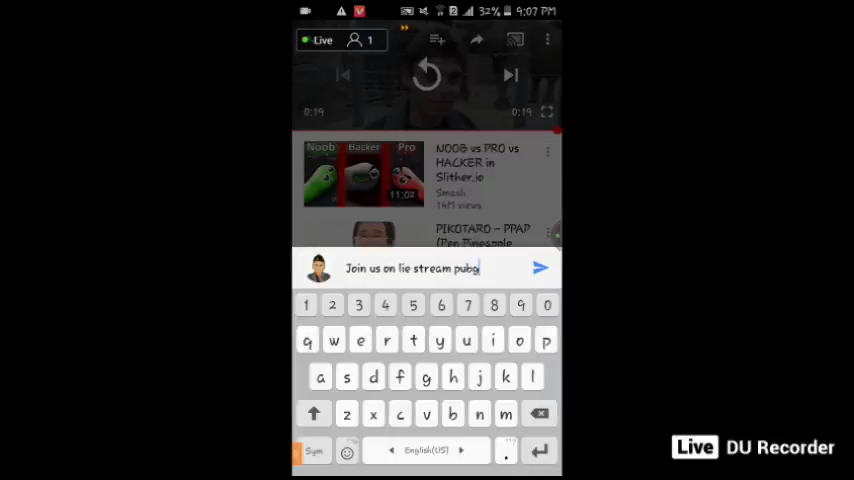 32% 9:07 PM
Live 1
0:19 0:19
Noob Hacker Pro
11:02
NOOB vs PRO vs
HACKER in
Slither.io
Smash
14M views
PIKOTARO - PPAP
(Pen Pineapple
Join us on lie stream pubg
1 2 3 4 5 6 7 8 9 0
q w e r t y u i o p
a s d f g h j k l
z x c v b n m
Sym English(US) .
Live DU Recorder